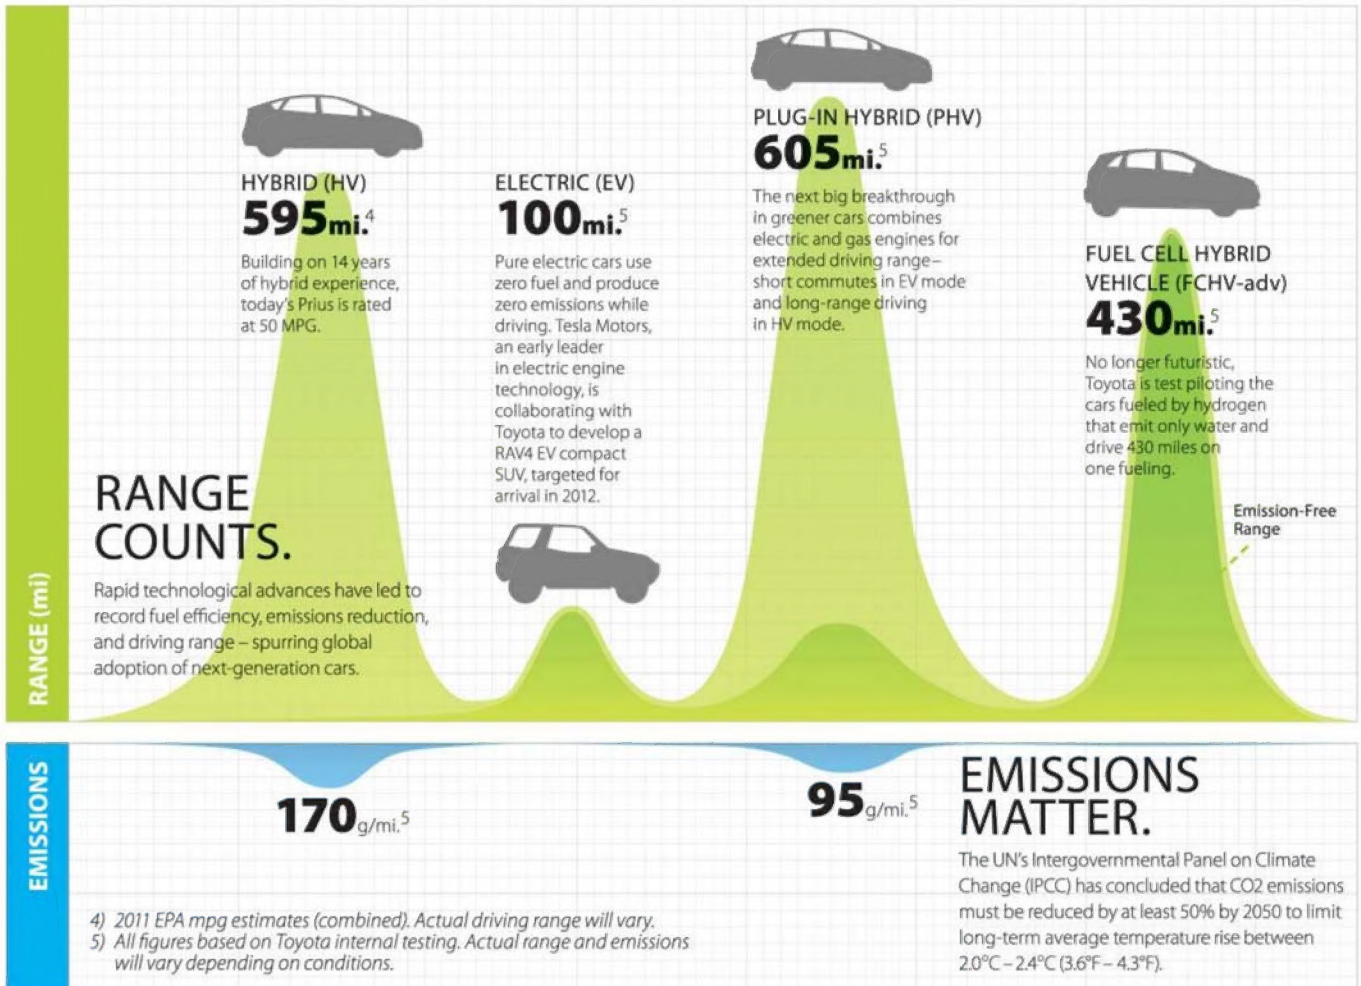 HYBRID (HV)
595mi.4
Building on 14 years
of hybrid experience,
today's Prius is rated
at 50 MPG.
ELECTRIC (EV)
100mi.5
Pure electric cars use
zero fuel and produce
zero emissions while
driving. Tesla Motors,
an early leader
in electric engine
technology, is
collaborating with
Toyota to develop a
RAV4 EV compact
SUV, targeted for
arrival in 2012.
PLUG-IN HYBRID (PHV)
605mi.5
The next big breakthrough
in greener cars combines
electric and gas engines for
extended driving range–
short commutes in EV mode
and long-range driving
in HV mode.
FUEL CELL HYBRID
VEHICLE (FCHV-adv)
430mi.5
No longer futuristic,
Toyota is test piloting the
cars fueled by hydrogen
that emit only water and
drive 430 miles on
one fueling.
Emission-Free
Range
RANGE
COUNTS.
Rapid technological advances have led to
record fuel efficiency, emissions reduction,
and driving range – spurring global
adoption of next-generation cars.
RANGE (mi)
EMISSIONS
170g/mi.5
95g/mi.5
EMISSIONS
MATTER.
The UN's Intergovernmental Panel on Climate
Change (IPCC) has concluded that CO2 emissions
must be reduced by at least 50% by 2050 to limit
long-term average temperature rise between
2.0°C – 2.4°C (3.6°F – 4.3°F).
4) 2011 EPA mpg estimates (combined). Actual driving range will vary.
5) All figures based on Toyota internal testing. Actual range and emissions
will vary depending on conditions.